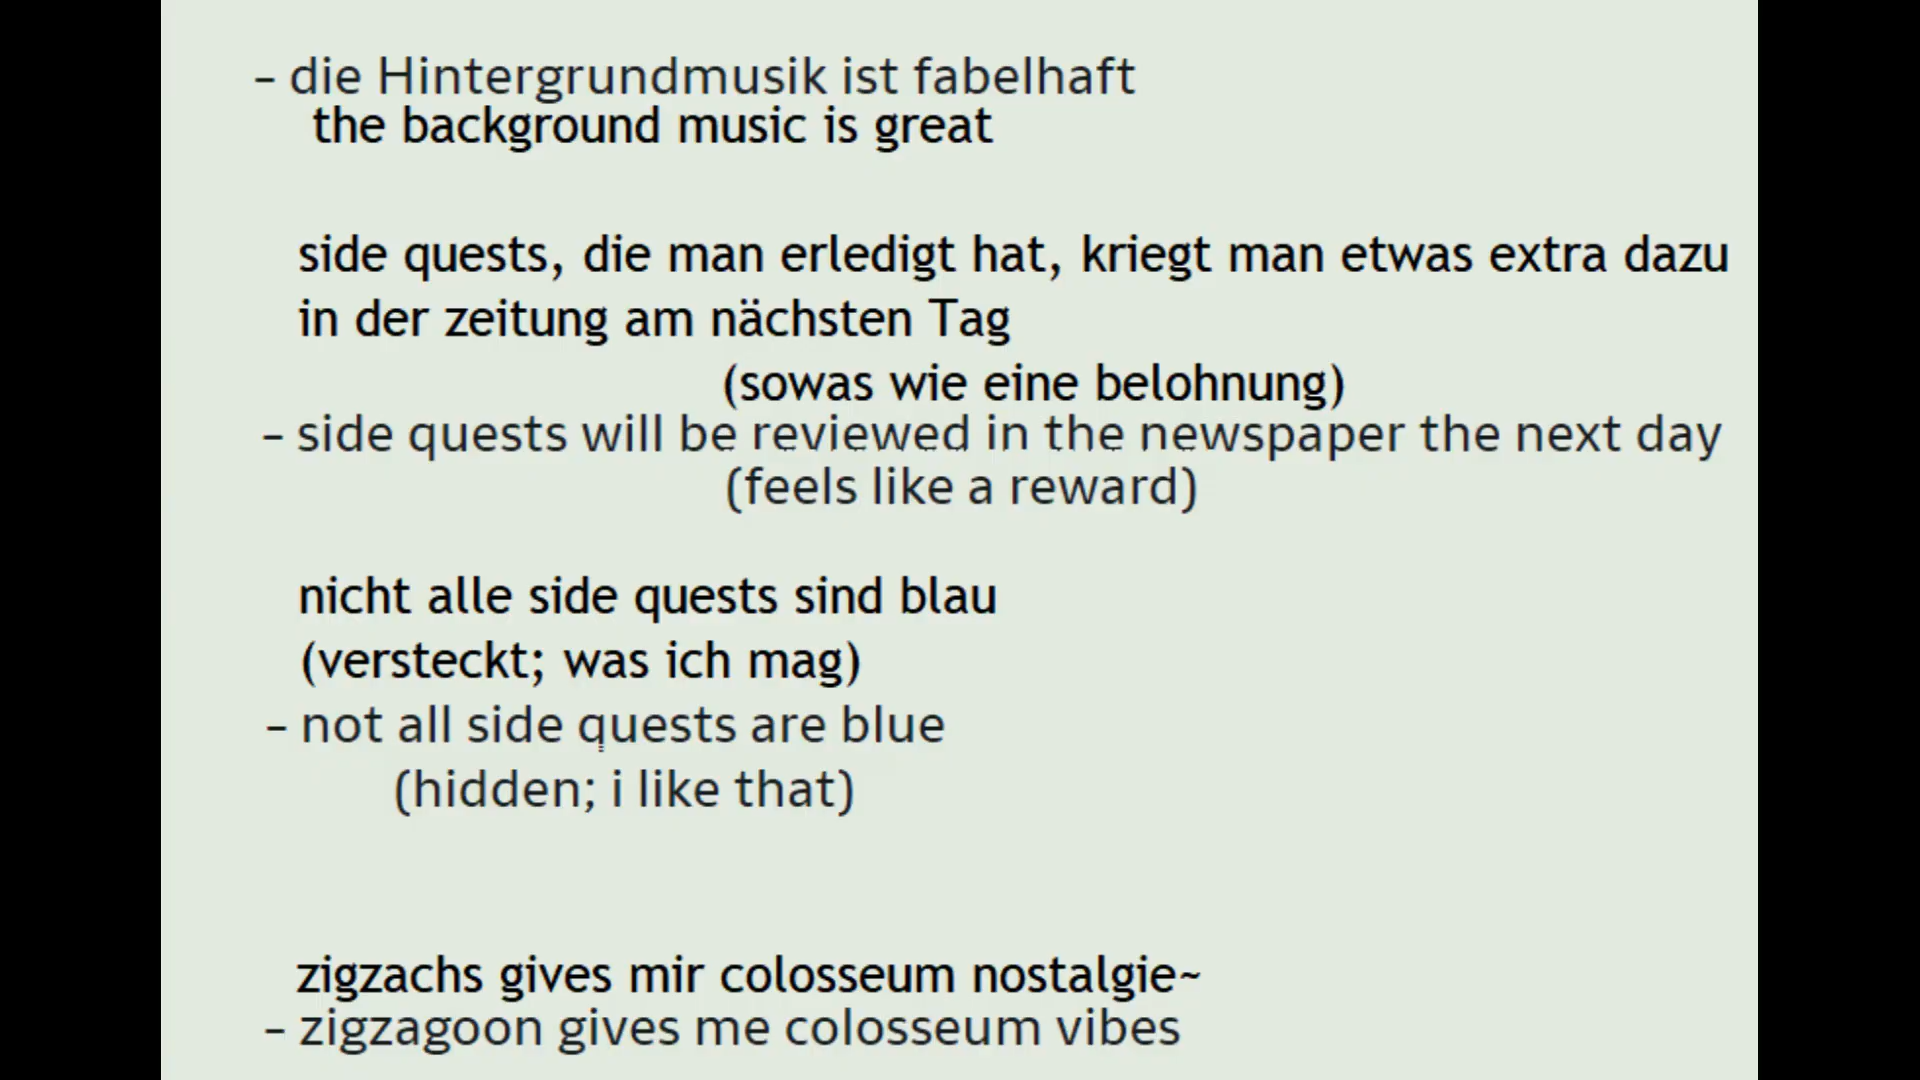 – die Hintergrundmusik ist fabelhaft
the background music is great
side quests, die man erledigt hat, kriegt man etwas extra dazu
in der zeitung am nächsten Tag
(sowas wie eine belohnung)
– side quests will be reviewed in the newspaper the next day
(feels like a reward)
nicht alle side quests sind blau
(versteckt; was ich mag)
– not all side quests are blue
(hidden; i like that)
zigzachs gives mir colosseum nostalgie~
– zigzagoon gives me colosseum vibes